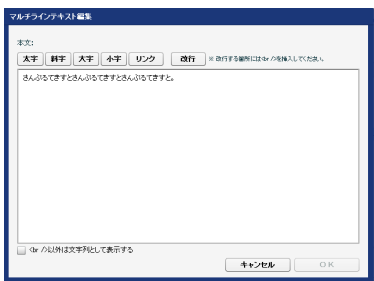 マルチラインテキスト編集
本文:
太字 斜字 大字 小字 リンク 改行 ※ 改行する箇所には<br />を挿入してください。
さんぷるてきすとさんぷるてきすとさんぷるてきすと。
<br />以外は文字列として表示する
キャンセル OK